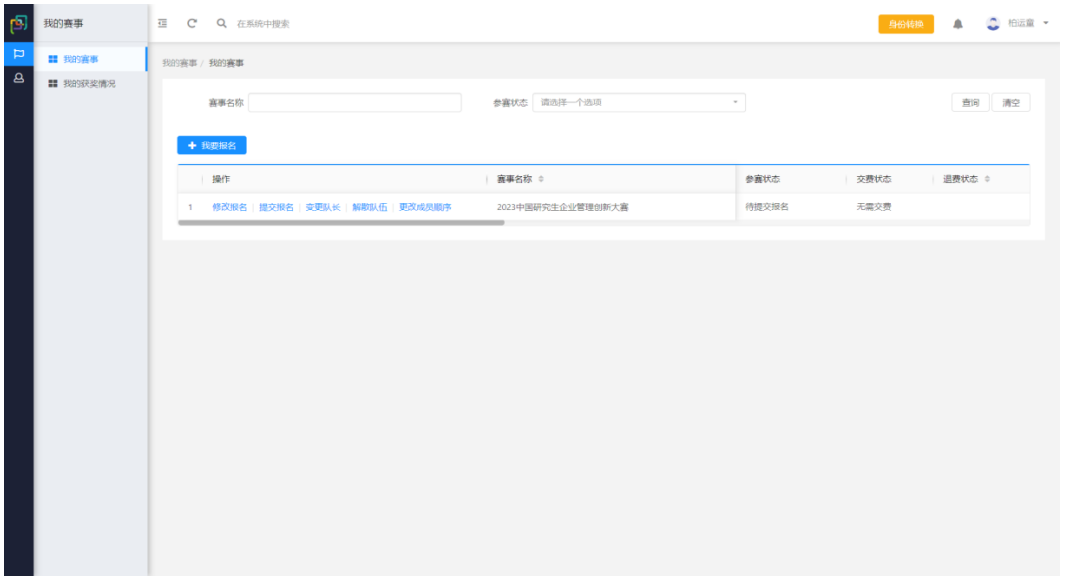 我的赛事
在系统中搜索
身份转换
我的赛事
我的获奖情况
我的赛事 / 我的赛事
赛事名称
参赛状态 请选择一个选项
查询 清空
我要报名
操作 赛事名称 参赛状态 交费状态 退费状态
1 修改报名 提交报名 变更队长 解散队伍 更改成员顺序 2023中国研究生企业管理创新大赛 待提交报名 无需交费